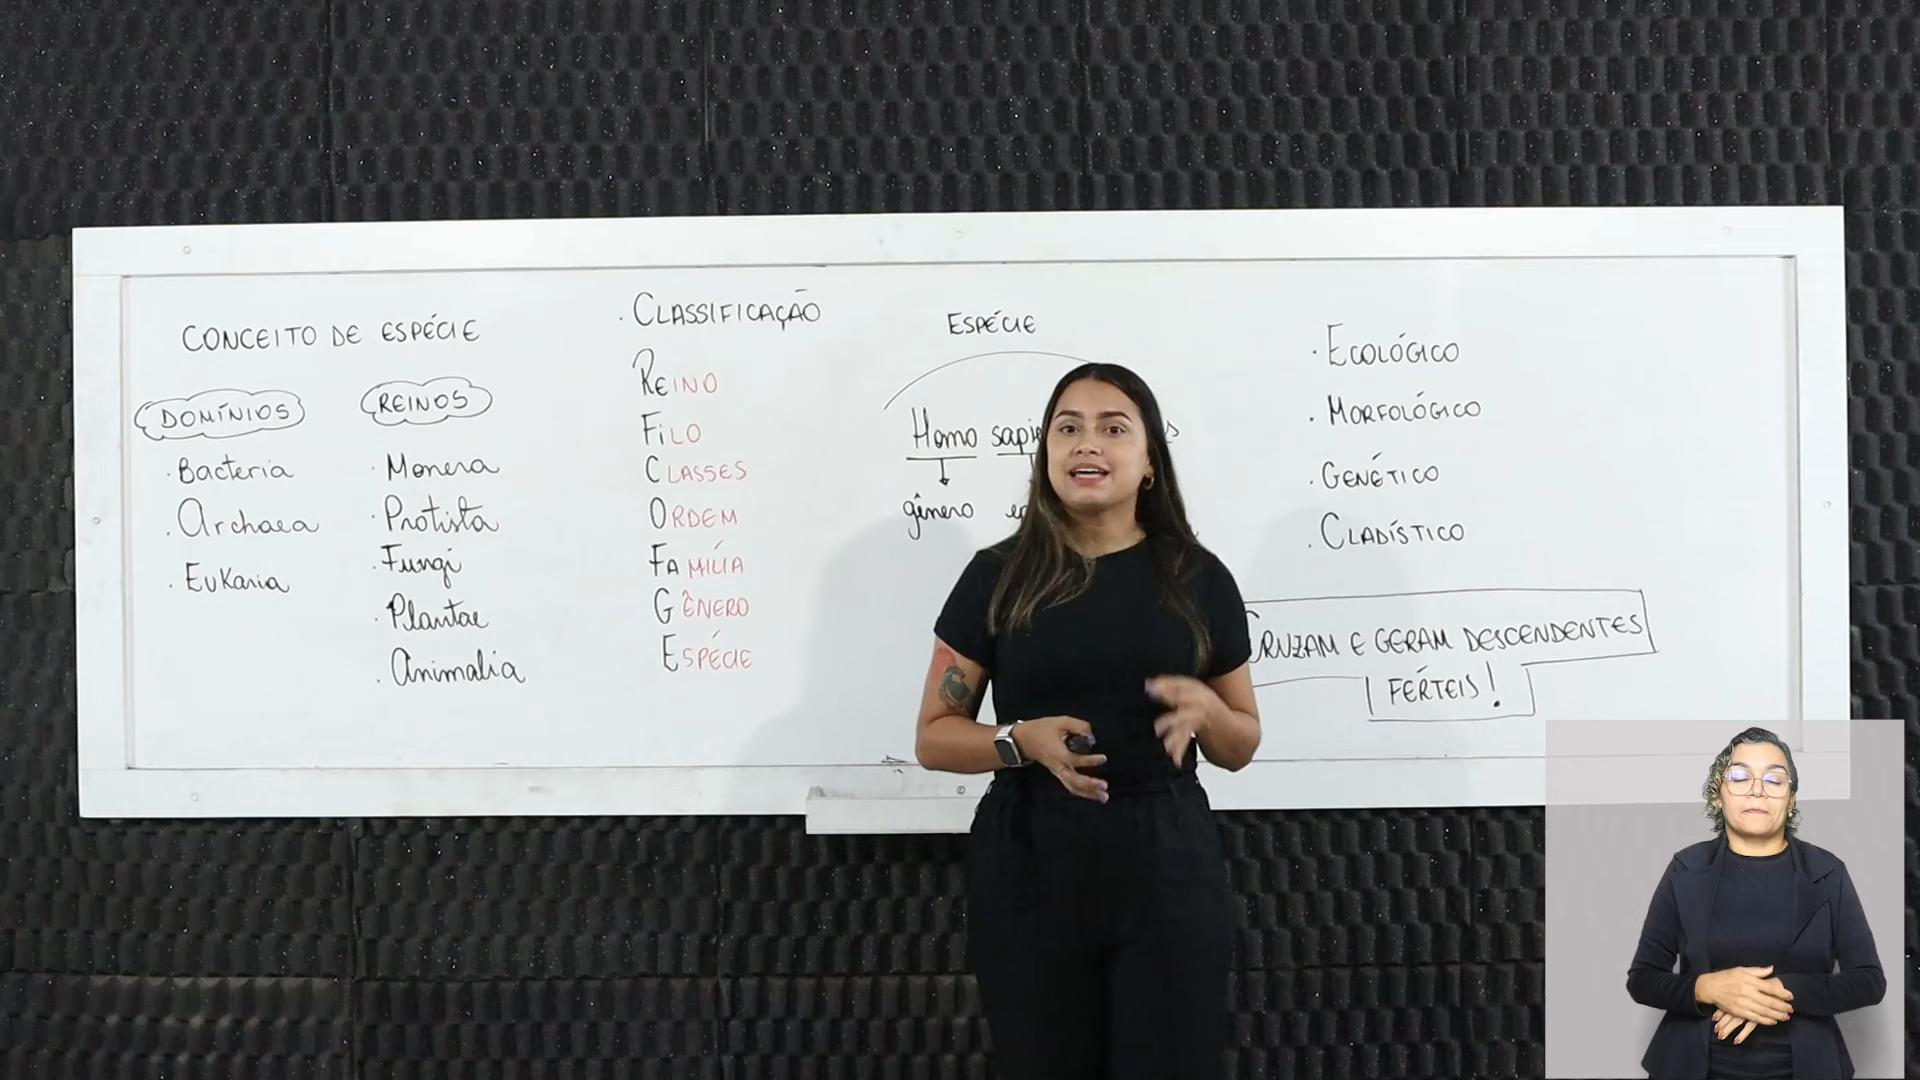 CONCEITO DE ESPÉCIE
DOMÍNIOS
· Bacteria
· Archaea
· Eukaria
REINOS
· Monera
· Protista
· Fungi
· Plantae
· Animalia
· CLASSIFICAÇÃO
REINO
FILO
CLASSES
ORDEM
FAMÍLIA
GÊNERO
ESPÉCIE
ESPÉCIE
Homo
gênero
· ECOLÓGICO
· MORFOLÓGICO
· GENÉTICO
· CLADÍSTICO
CRUZAM E GERAM DESCENDENTES
FÉRTEIS!